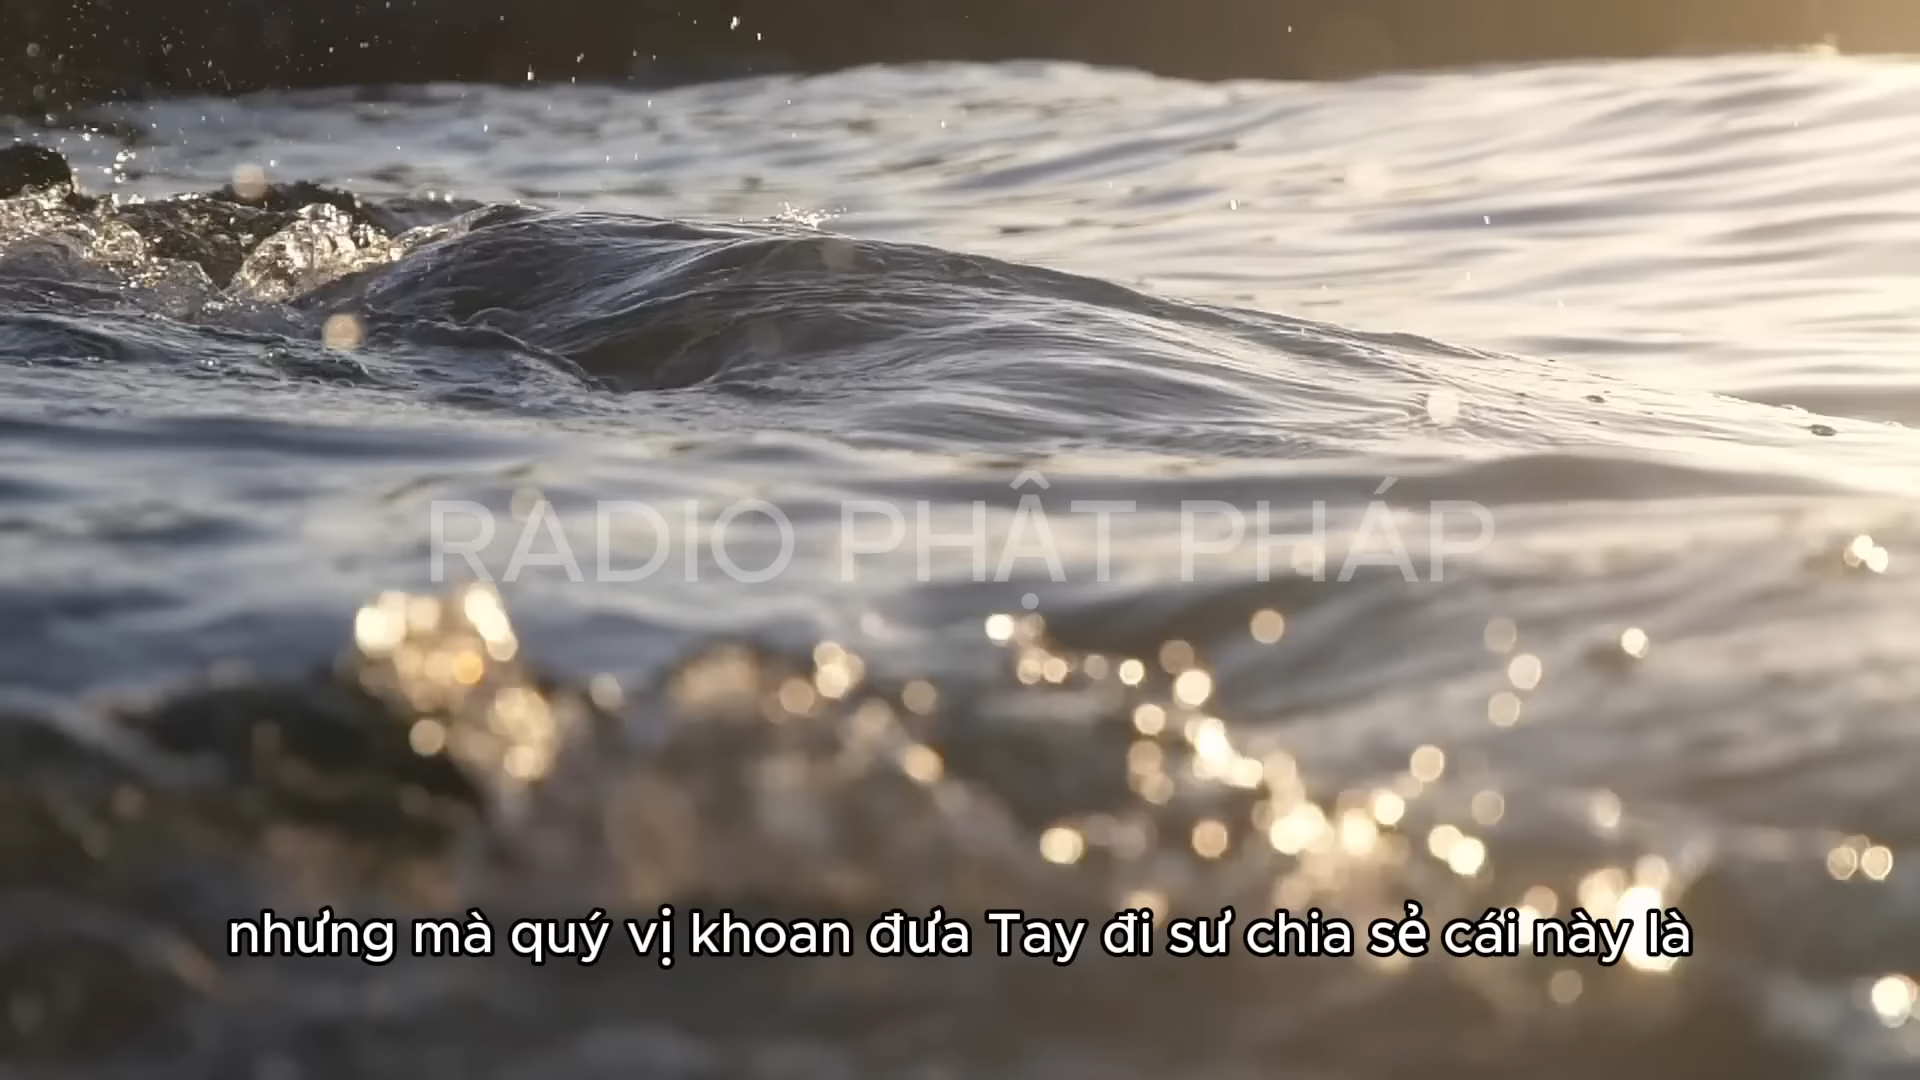 RADIO PHẬT PHÁP
nhưng mà quý vị khoan đưa Tay đi sư chia sẻ cái này là